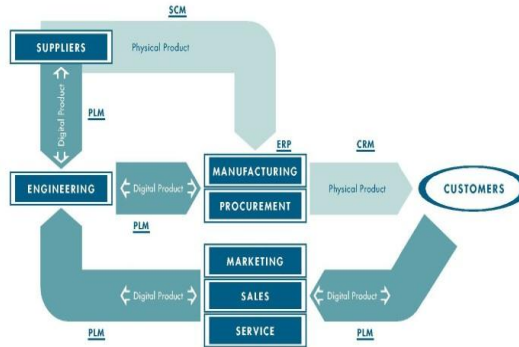 SCM
SUPPLIERS
Physical Product
Digital Product
PLM
ERP
CRM
ENGINEERING
Digital Product
MANUFACTURING
PROCUREMENT
Physical Product
CUSTOMERS
PLM
MARKETING
Digital Product
SALES
Digital Product
SERVICE
PLM
PLM